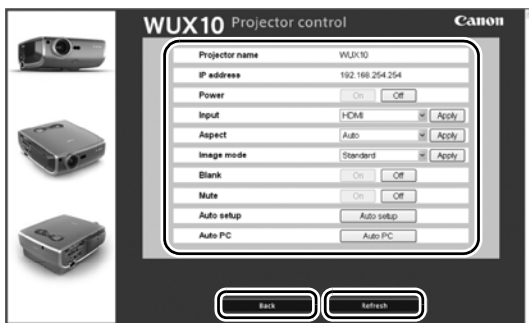 WUX10 Projector control
Canon
Projector name WUX10
IP address 192.168.254.254
Power On Off
Input HDMI Apply
Aspect Auto Apply
Image mode Standard Apply
Blank On Off
Mute On Off
Auto setup Auto setup
Auto PC Auto PC
Back Refresh